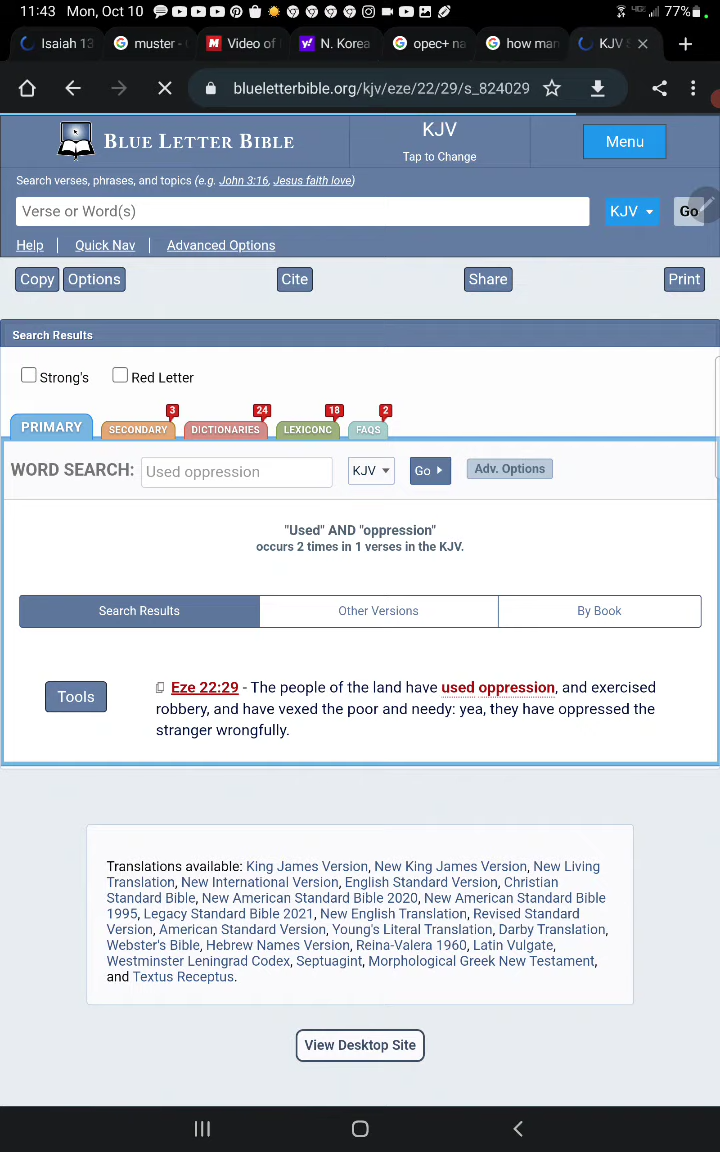 11:43 Mon, Oct 10 77%
Isaiah 13 muster - Video of N. Korea opec+ na how man KJV S
blueletterbible.org/kjv/eze/22/29/s_824029
BLUE LETTER BIBLE
KJV
Tap to Change
Menu
Search verses, phrases, and topics (e.g. John 3:16, Jesus faith love)
Verse or Word(s) KJV Go
Help Quick Nav Advanced Options
Copy Options Cite Share Print
Search Results
Strong's Red Letter
3 24 18 2
PRIMARY SECONDARY DICTIONARIES LEXICONC FAQS
WORD SEARCH: Used oppression KJV Go Adv. Options
"Used" AND "oppression"
occurs 2 times in 1 verses in the KJV.
Search Results Other Versions By Book
Tools
Eze 22:29 - The people of the land have used oppression, and exercised
robbery, and have vexed the poor and needy: yea, they have oppressed the
stranger wrongfully.
Translations available: King James Version, New King James Version, New Living
Translation, New International Version, English Standard Version, Christian
Standard Bible, New American Standard Bible 2020, New American Standard Bible
1995, Legacy Standard Bible 2021, New English Translation, Revised Standard
Version, American Standard Version, Young's Literal Translation, Darby Translation,
Webster's Bible, Hebrew Names Version, Reina-Valera 1960, Latin Vulgate,
Westminster Leningrad Codex, Septuagint, Morphological Greek New Testament,
and Textus Receptus.
View Desktop Site